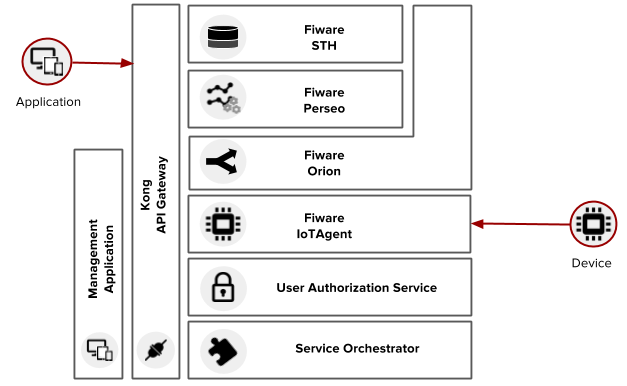 Application
Management
Application
Kong
API Gateway
Fiware
STH
Fiware
Perseo
Fiware
Orion
Fiware
IoTAgent
User Authorization Service
Service Orchestrator
Device